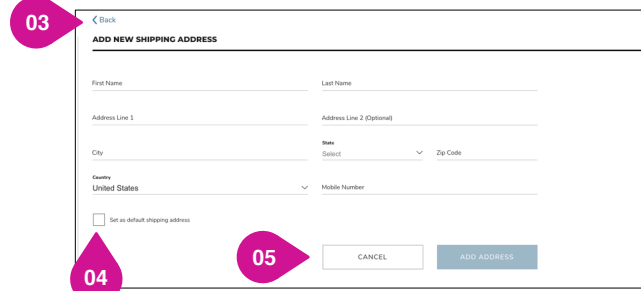 03
Back
ADD NEW SHIPPING ADDRESS
First Name
Last Name
Address Line 1
Address Line 2 (Optional)
City
State
Select
Zip Code
Country
United States
Mobile Number
Set as default shipping address
04
05
CANCEL
ADD ADDRESS